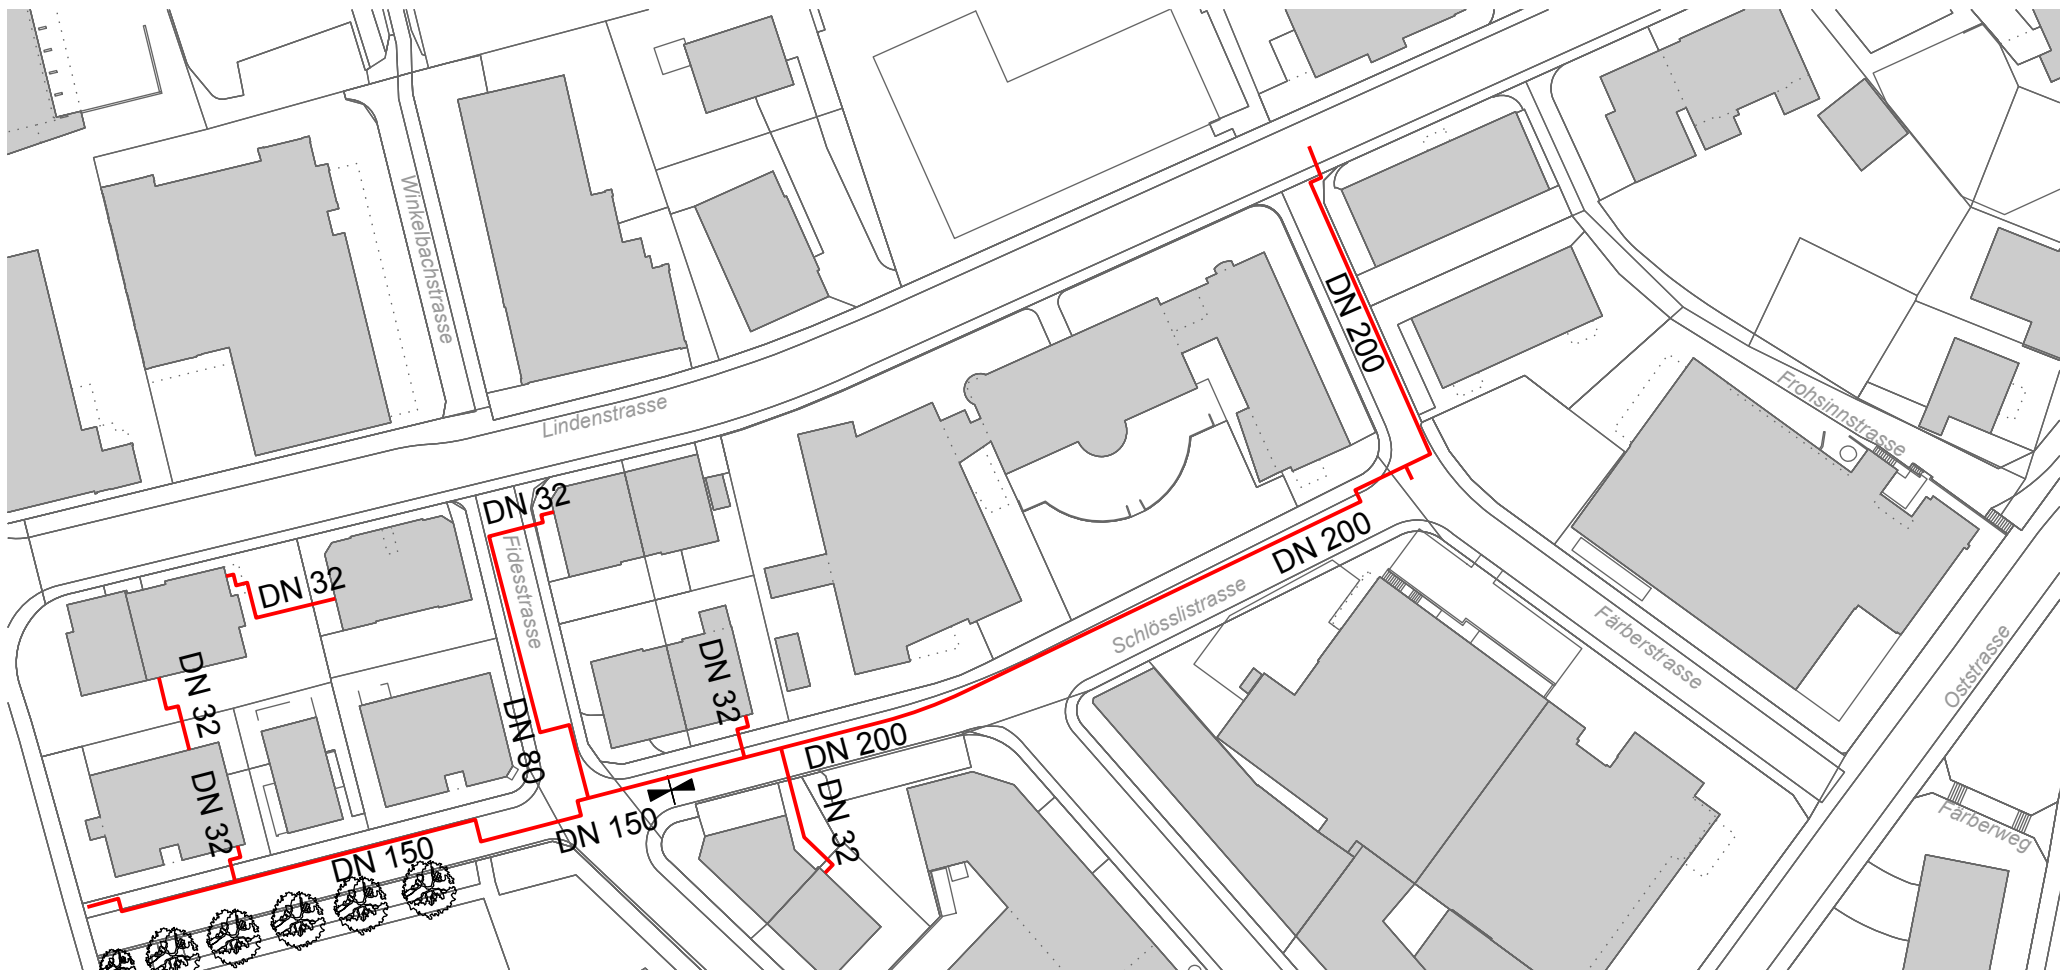 Winkelbachstrasse
DN 200
Lindenstrasse
Frohsinnstrasse
DN 32
Fidesstrasse
DN 200
DN 32
Schlösslistrasse
Färberstrasse
Oststrasse
DN 32
DN 32
DN 80
DN 200
DN 32
DN 150
DN 32
DN 150
Färberweg